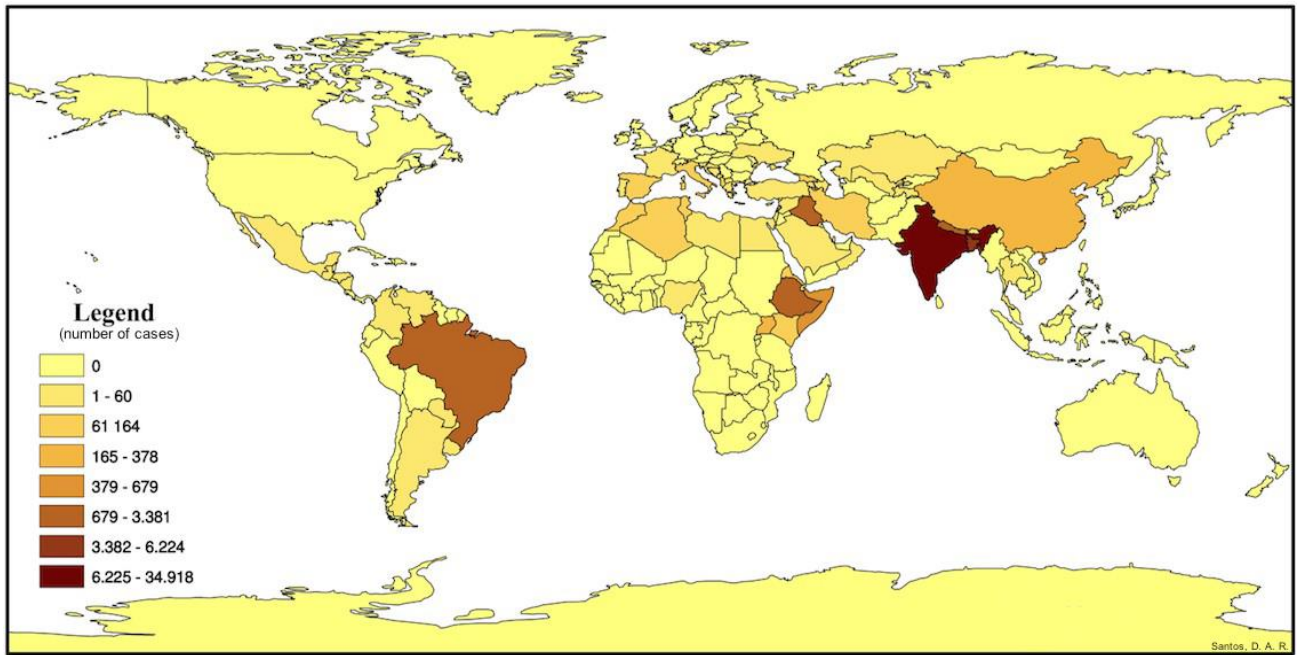 Legend
(number of cases)
0
1 - 60
61 164
165 - 378
379 - 679
679 - 3.381
3.382 - 6.224
6.225 - 34.918
Santos, D. A. R.